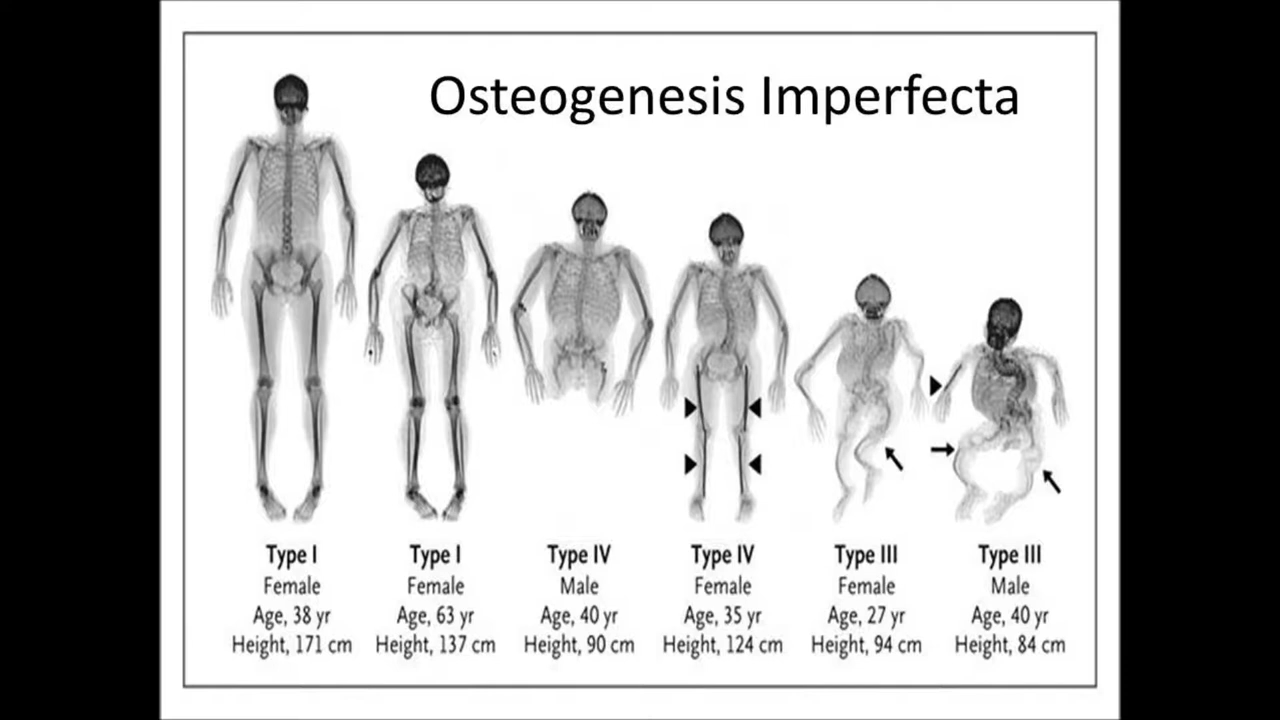 Osteogenesis Imperfecta
Type I
Female
Age, 38 yr
Height, 171 cm
Type I
Female
Age, 63 yr
Height, 137 cm
Type IV
Male
Age, 40 yr
Height, 90 cm
Type IV
Female
Age, 35 yr
Height, 124 cm
Type III
Female
Age, 27 yr
Height, 94 cm
Type III
Male
Age, 40 yr
Height, 84 cm